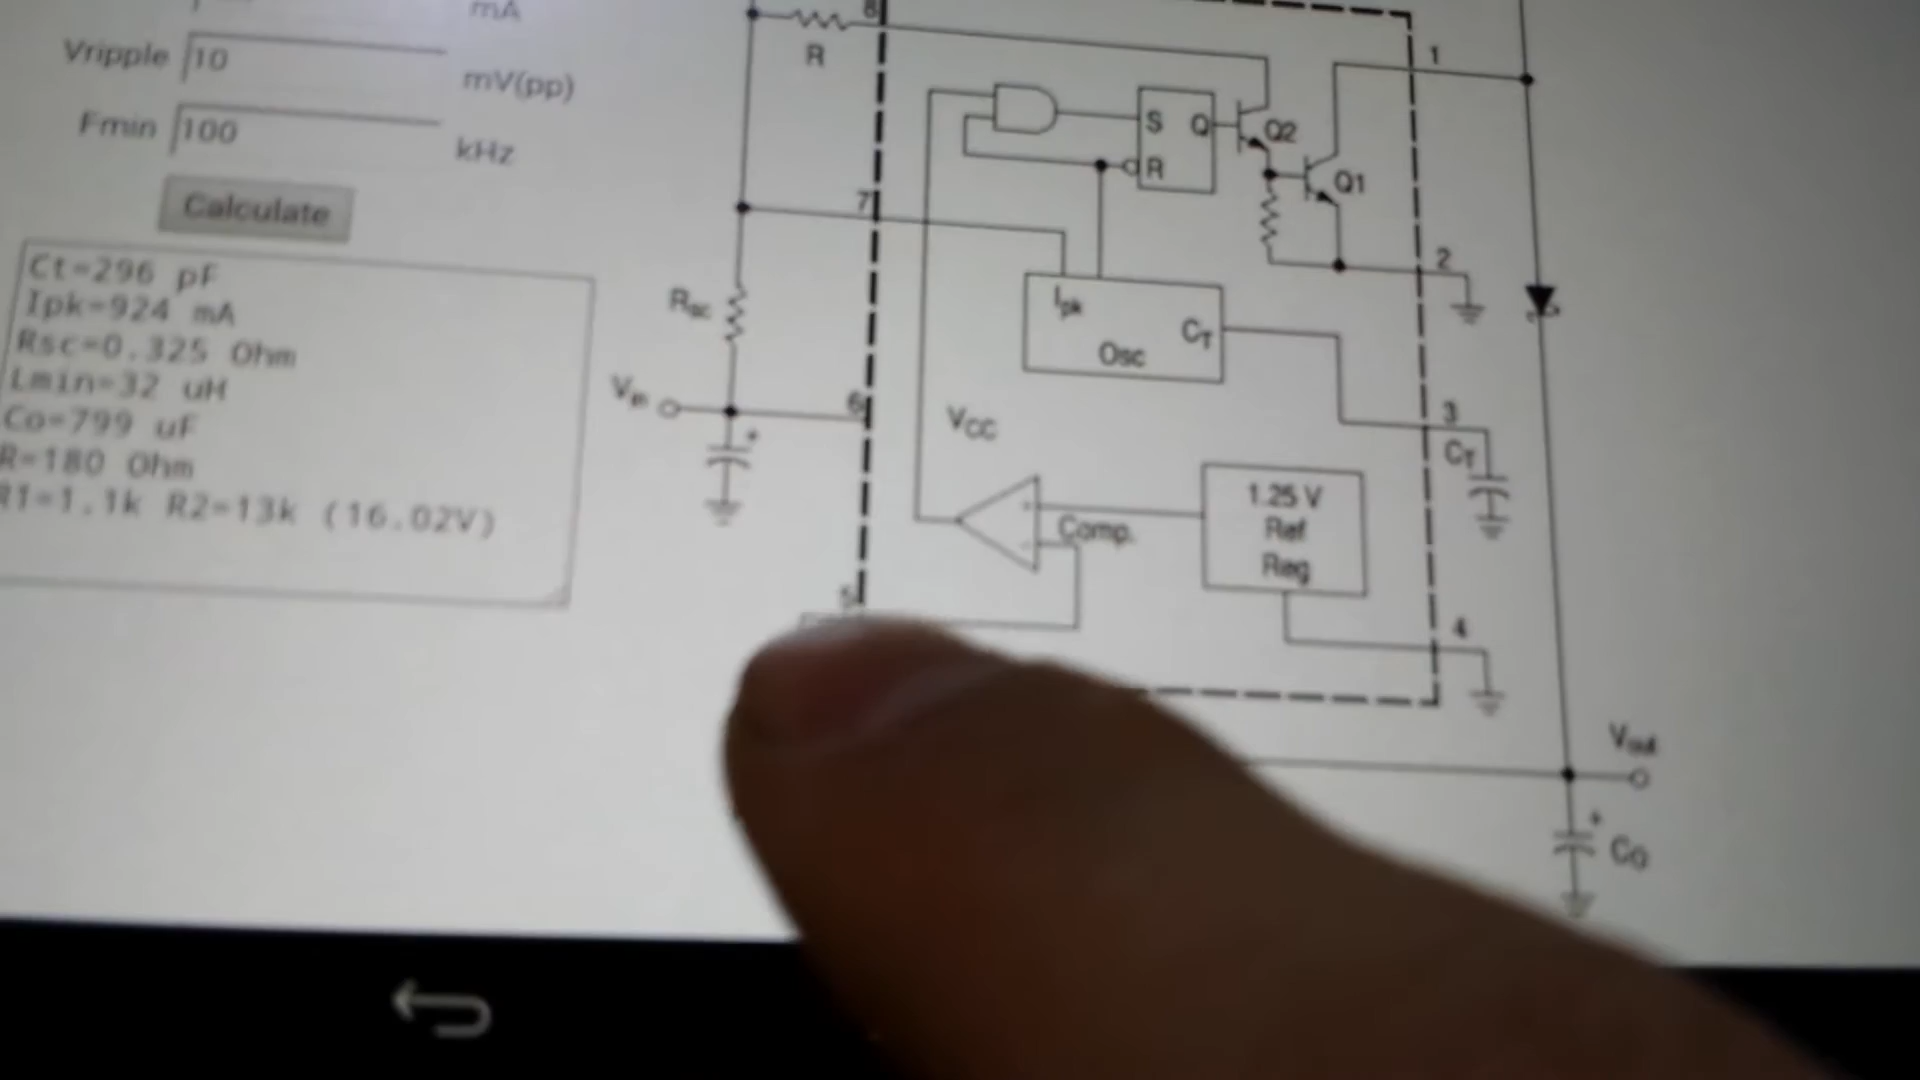 mA
Vripple 10 mV(pp)
Fmin 100 kHz
Calculate
Ct=296 pF
Ipk=924 mA
Rsc=0.325 Ohm
Lmin=32 uH
Co=799 uF
R=180 Ohm
R1=1.1k R2=13k (16.02V)
8
R
1
S Q
R
Q2
Q1
7
2
Rsc
Ipk
CT
Osc
Vin
6
VCC
3
CT
+
Comp.
1.25 V
Ref
Reg
5
4
Vout
+
CO